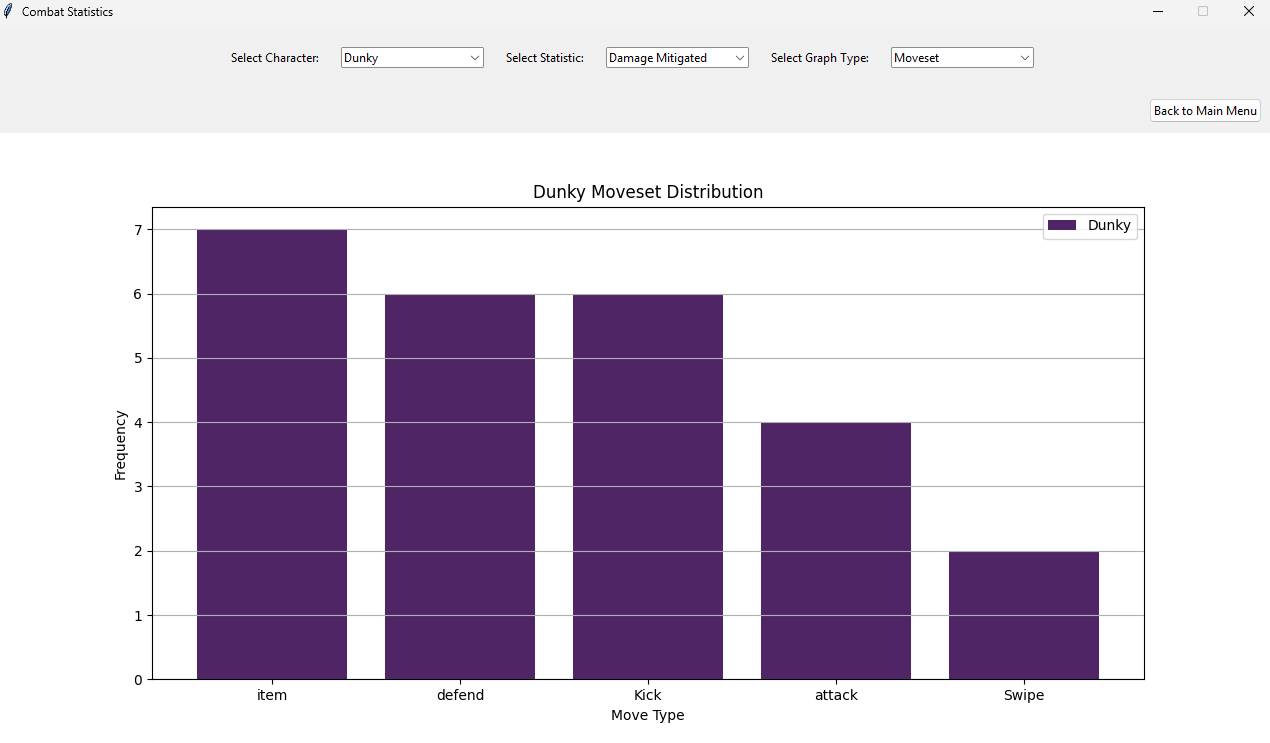 Combat Statistics
Select Character: Dunky Select Statistic: Damage Mitigated Select Graph Type: Moveset
Back to Main Menu
Dunky Moveset Distribution
Dunky
7
6
5
4
3
2
1
0
Frequency
item defend Kick attack Swipe
Move Type